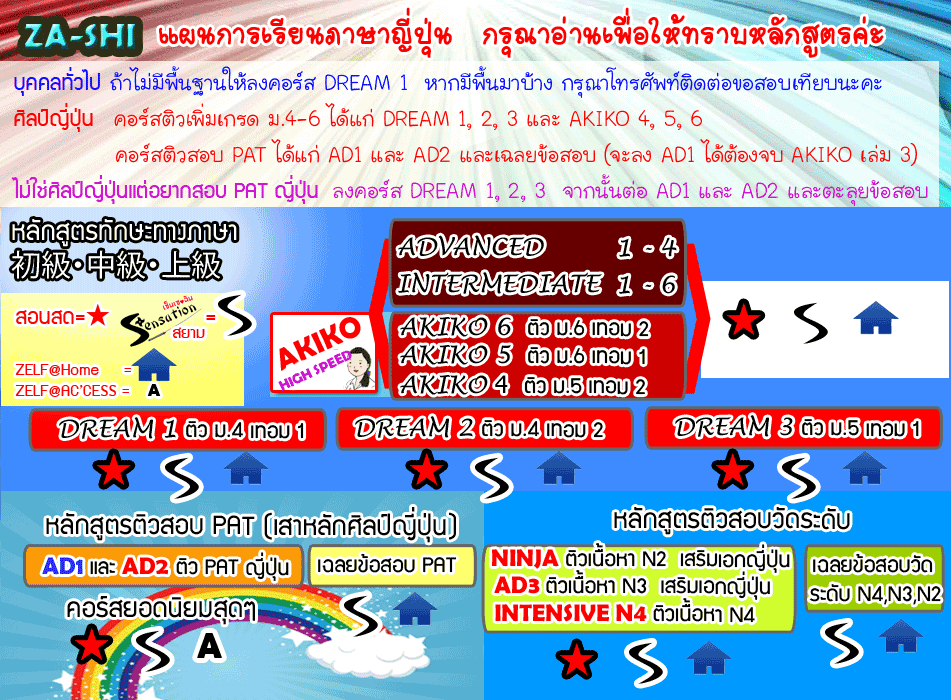 ZA-SHI แผนการเรียนภาษาญี่ปุ่น กรุณาอ่านเพื่อให้ทราบหลักสูตรค่ะ
บุคคลทั่วไป ถ้าไม่มีพื้นฐานให้ลงคอร์ส DREAM 1 หากมีพื้นมาบ้าง กรุณาโทรศัพท์ติดต่อขอสอบเทียบนะคะ
ศิลป์ญี่ปุ่น คอร์สติวเพิ่มเกรด ม.4-6 ได้แก่ DREAM 1, 2, 3 และ AKIKO 4, 5, 6
คอร์สติวสอบ PAT ได้แก่ AD1 และ AD2 และเฉลยข้อสอบ (จะลง AD1 ได้ต้องจบ AKIKO เล่ม 3)
ไม่ใช่ศิลป์ญี่ปุ่นแต่อยากสอบ PAT ญี่ปุ่น ลงคอร์ส DREAM 1, 2, 3 จากนั้นต่อ AD1 และ AD2 และตะลุยข้อสอบ
หลักสูตรทักษะทางภาษา
初級・中級・上級
ADVANCED 1 - 4
INTERMEDIATE 1 - 6
สอนสด=
เซ็นเซชั่น
Sensation
สยาม
=
ZELF@Home =
ZELF@AC'CESS = A
AKIKO
HIGH SPEED
AKIKO 6 ติว ม.6 เทอม 2
AKIKO 5 ติว ม.6 เทอม 1
AKIKO 4 ติว ม.5 เทอม 2
DREAM 1 ติว ม.4 เทอม 1
DREAM 2 ติว ม.4 เทอม 2
DREAM 3 ติว ม.5 เทอม 1
หลักสูตรติวสอบ PAT (เสาหลักศิลป์ญี่ปุ่น)
AD1 และ AD2 ติว PAT ญี่ปุ่น
เฉลยข้อสอบ PAT
คอร์สยอดนิยมสุดๆ
A
หลักสูตรติวสอบวัดระดับ
NINJA ติวเนื้อหา N2 เสริมเอกญี่ปุ่น
AD3 ติวเนื้อหา N3 เสริมเอกญี่ปุ่น
INTENSIVE N4 ติวเนื้อหา N4
เฉลยข้อสอบวัด
ระดับ N4,N3,N2